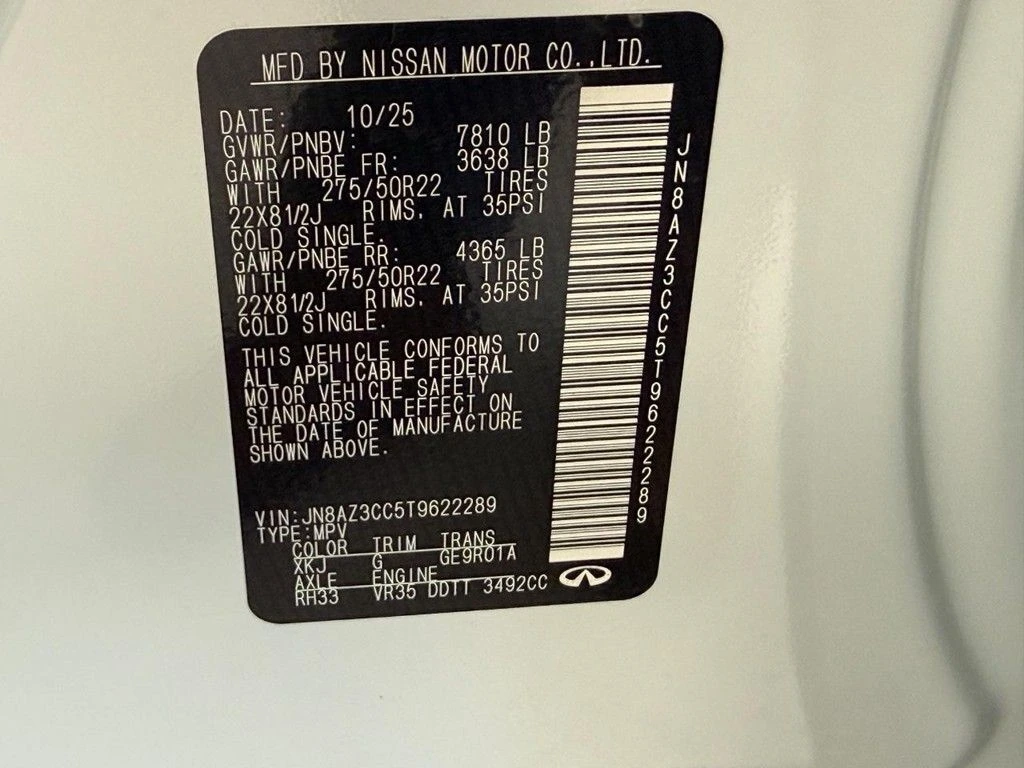 MFD BY NISSAN MOTOR CO.,LTD.
DATE: 10/25
GVWR/PNBV: 7810 LB
GAWR/PNBE FR: 3638 LB
WITH 275/50R22 TIRES
22X81/2J RIMS, AT 35PSI
COLD SINGLE.
GAWR/PNBE RR: 4365 LB
WITH 275/50R22 TIRES
22X81/2J RIMS, AT 35PSI
COLD SINGLE.
THIS VEHICLE CONFORMS TO
ALL APPLICABLE FEDERAL
MOTOR VEHICLE SAFETY
STANDARDS IN EFFECT ON
THE DATE OF MANUFACTURE
SHOWN ABOVE.
VIN:JN8AZ3CC5T9622289
TYPE:MPV
COLOR TRIM TRANS
XKJ G GE9R01A
AXLE ENGINE
RH33 VR35 DDTT 3492CC
JN8AZ3CC5T9622289